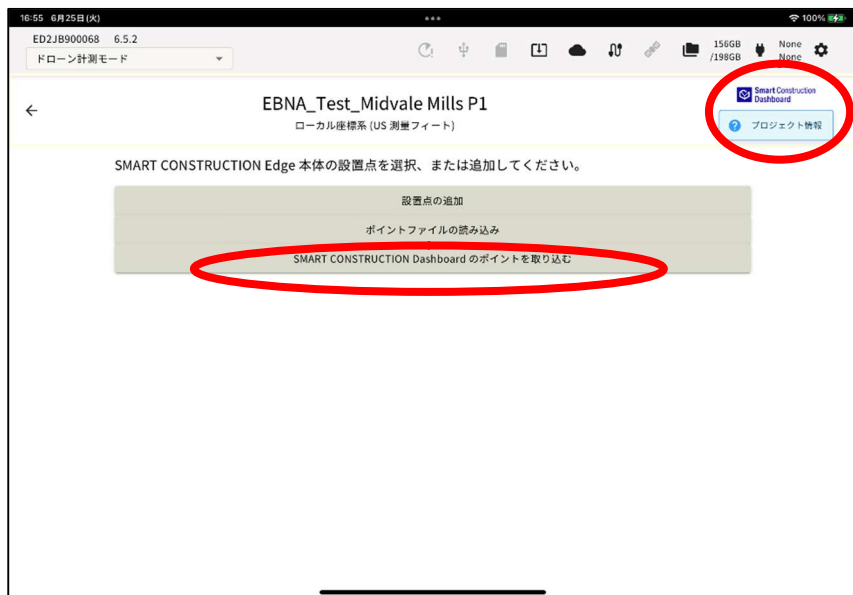 16:55 6月25日(火)
100%
ED2JB900068 6.5.2
ドローン計測モード
156GB
/198GB
None
None
Smart Construction
Dashboard
EBNA_Test_Midvale Mills P1
ローカル座標系 (US 測量フィート)
プロジェクト情報
SMART CONSTRUCTION Edge 本体の設置点を選択、または追加してください。
設置点の追加
ポイントファイルの読み込み
SMART CONSTRUCTION Dashboard のポイントを取り込む